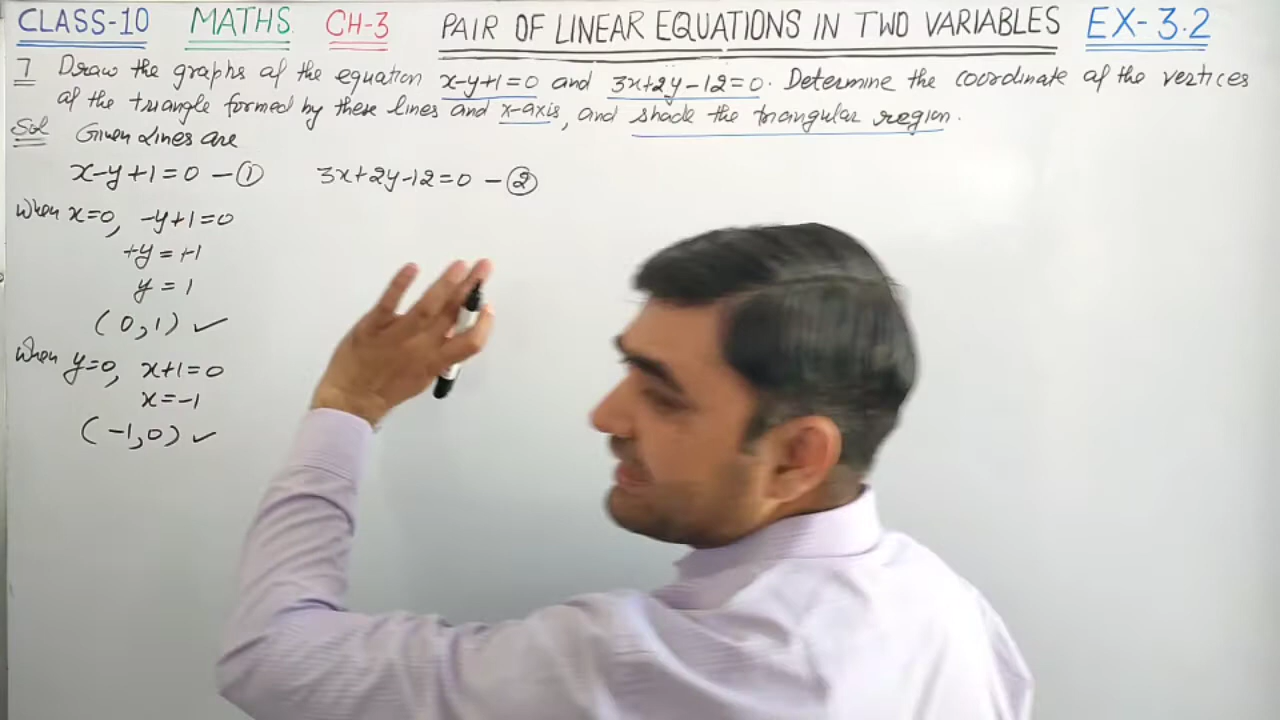 CLASS-10 MATHS CH-3 PAIR OF LINEAR EQUATIONS IN TWO VARIABLES EX-3.2
7 Draw the graphs of the equation x-y+1=0 and 3x+2y-12=0. Determine the coordinate of the vertices
of the triangle formed by these lines and x-axis, and shade the triangular region.
Sol Given Lines are
x-y+1=0 -① 3x+2y-12=0 -②
When x=0, -y+1=0
+y=+1
y=1
(0,1) ✓
When y=0, x+1=0
x=-1
(-1,0) ✓